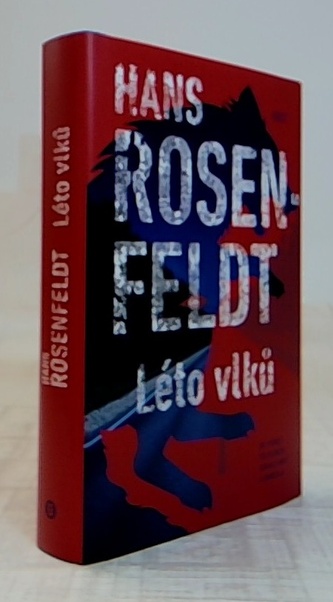 HANS
ROSEN-
FELDT
Léto vlků
HANS
ROSENFELDT Léto vlků